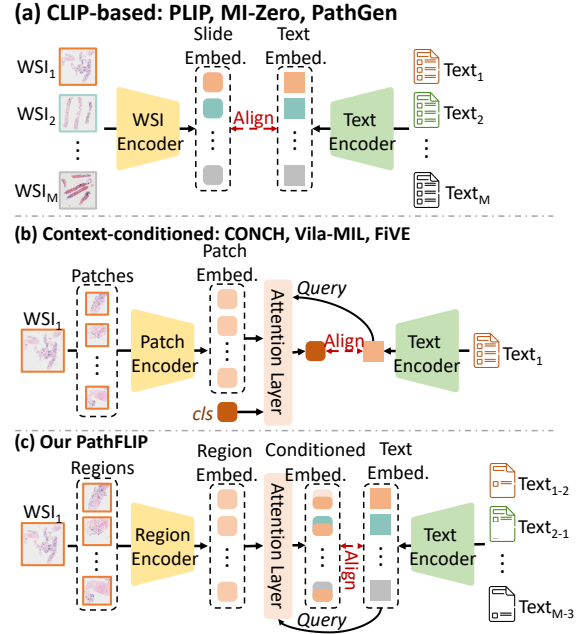 (a) CLIP-based: PLIP, MI-Zero, PathGen
Slide Embed.
Text Embed.
WSI1
WSI2
WSIM
WSI Encoder
Align
Text Encoder
Text1
Text2
TextM
(b) Context-conditioned: CONCH, Vila-MIL, FiVE
Patches
Patch Embed.
WSI1
Patch Encoder
cls
Attention Layer
Query
Align
Text Encoder
Text1
(c) Our PathFLIP
Regions
Region Embed.
Conditioned Embed.
Text Embed.
WSI1
Region Encoder
Attention Layer
Align
Query
Text Encoder
Text1-2
Text2-1
TextM-3